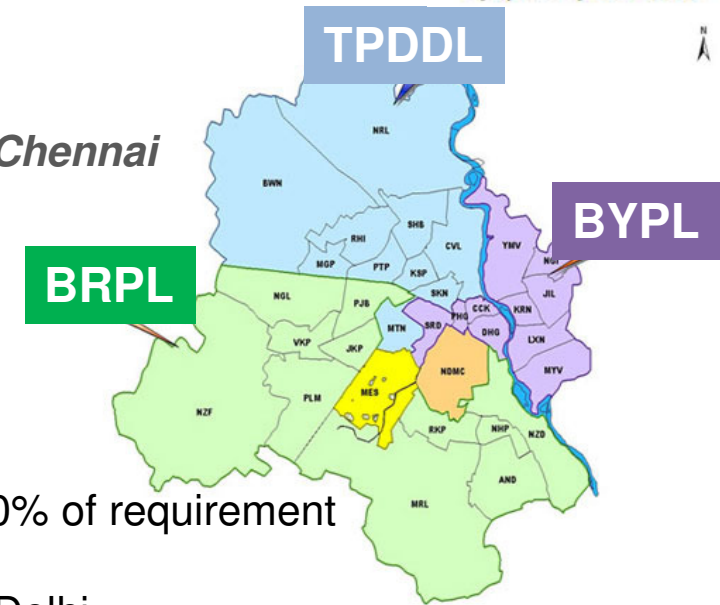 TPDDL
N
Chennai
NRL
BWN
BYPL
SHB
RHI
CVL
YMV
MGP
PTP
KSP
BRPL
NGL
SKN
JIL
PJB
CCK
KRN
PHG
MTN
SRD
DHG
VKP
JKP
LXN
NDMC
MYV
MES
PLM
NZF
RKP
NHP
NZD
AND
0% of requirement
MRL
Delhi